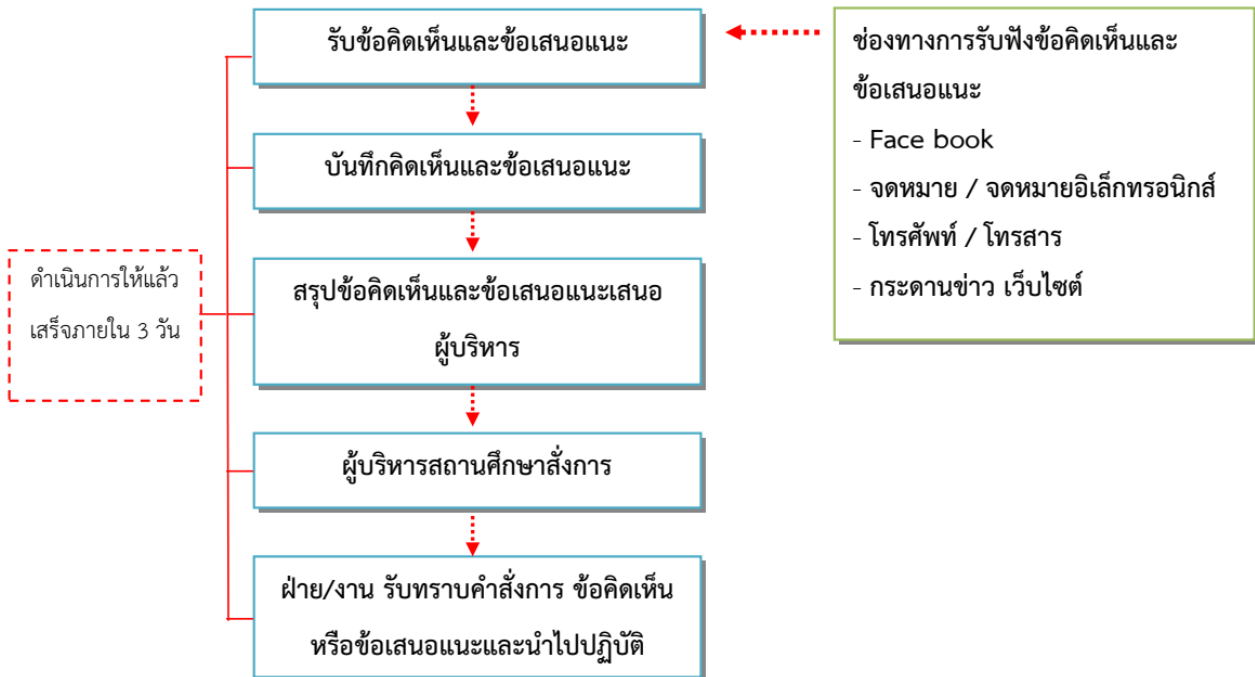 รับข้อคิดเห็นและข้อเสนอแนะ
ช่องทางการรับฟังข้อคิดเห็นและ
ข้อเสนอแนะ
- Face book
- จดหมาย / จดหมายอิเล็กทรอนิกส์
- โทรศัพท์ / โทรสาร
- กระดานข่าว เว็บไซต์
บันทึกคิดเห็นและข้อเสนอแนะ
ดำเนินการให้แล้ว
เสร็จภายใน 3 วัน
สรุปข้อคิดเห็นและข้อเสนอแนะเสนอ
ผู้บริหาร
ผู้บริหารสถานศึกษาสั่งการ
ฝ่าย/งาน รับทราบคำสั่งการ ข้อคิดเห็น
หรือข้อเสนอแนะและนำไปปฏิบัติ